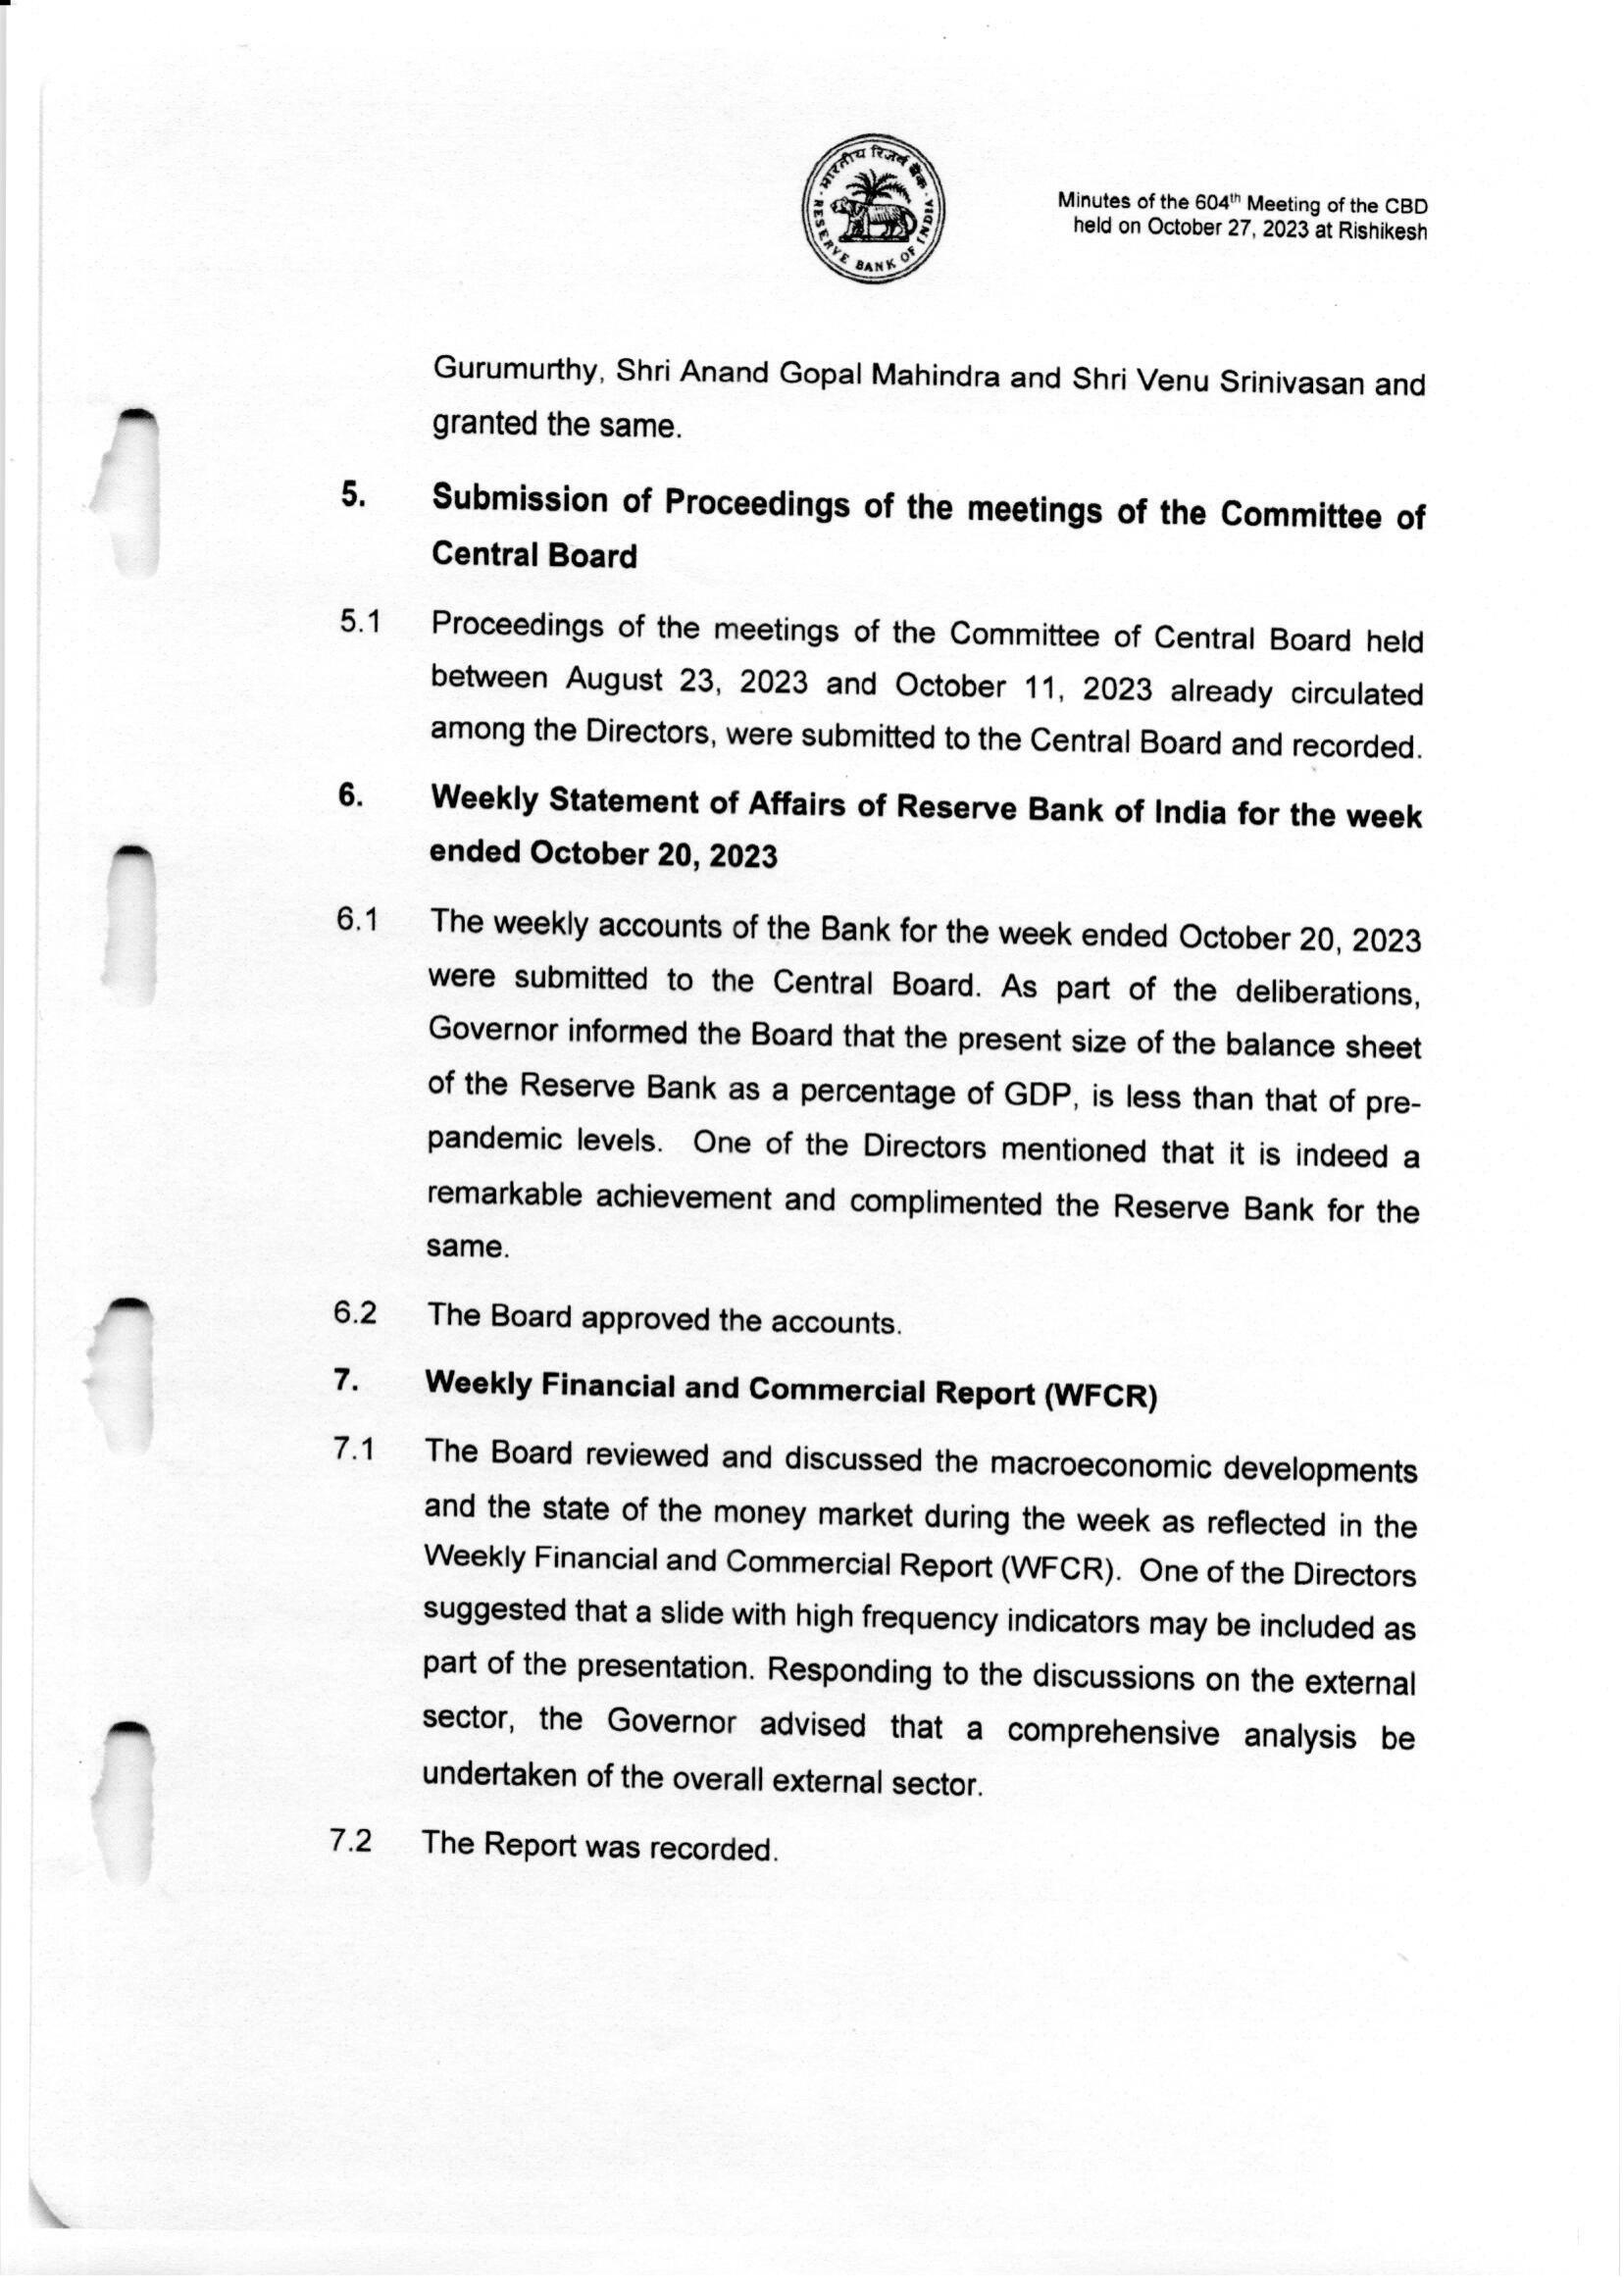 भारतीय रिज़र्व बैंक
RESERVE BANK OF INDIA
Minutes of the 604th Meeting of the CBD
held on October 27, 2023 at Rishikesh
Gurumurthy, Shri Anand Gopal Mahindra and Shri Venu Srinivasan and
granted the same.
5. Submission of Proceedings of the meetings of the Committee of
Central Board
5.1 Proceedings of the meetings of the Committee of Central Board held
between August 23, 2023 and October 11, 2023 already circulated
among the Directors, were submitted to the Central Board and recorded.
6. Weekly Statement of Affairs of Reserve Bank of India for the week
ended October 20, 2023
6.1 The weekly accounts of the Bank for the week ended October 20, 2023
were submitted to the Central Board. As part of the deliberations,
Governor informed the Board that the present size of the balance sheet
of the Reserve Bank as a percentage of GDP, is less than that of pre-
pandemic levels. One of the Directors mentioned that it is indeed a
remarkable achievement and complimented the Reserve Bank for the
same.
6.2 The Board approved the accounts.
7. Weekly Financial and Commercial Report (WFCR)
7.1 The Board reviewed and discussed the macroeconomic developments
and the state of the money market during the week as reflected in the
Weekly Financial and Commercial Report (WFCR). One of the Directors
suggested that a slide with high frequency indicators may be included as
part of the presentation. Responding to the discussions on the external
sector, the Governor advised that a comprehensive analysis be
undertaken of the overall external sector.
7.2 The Report was recorded.